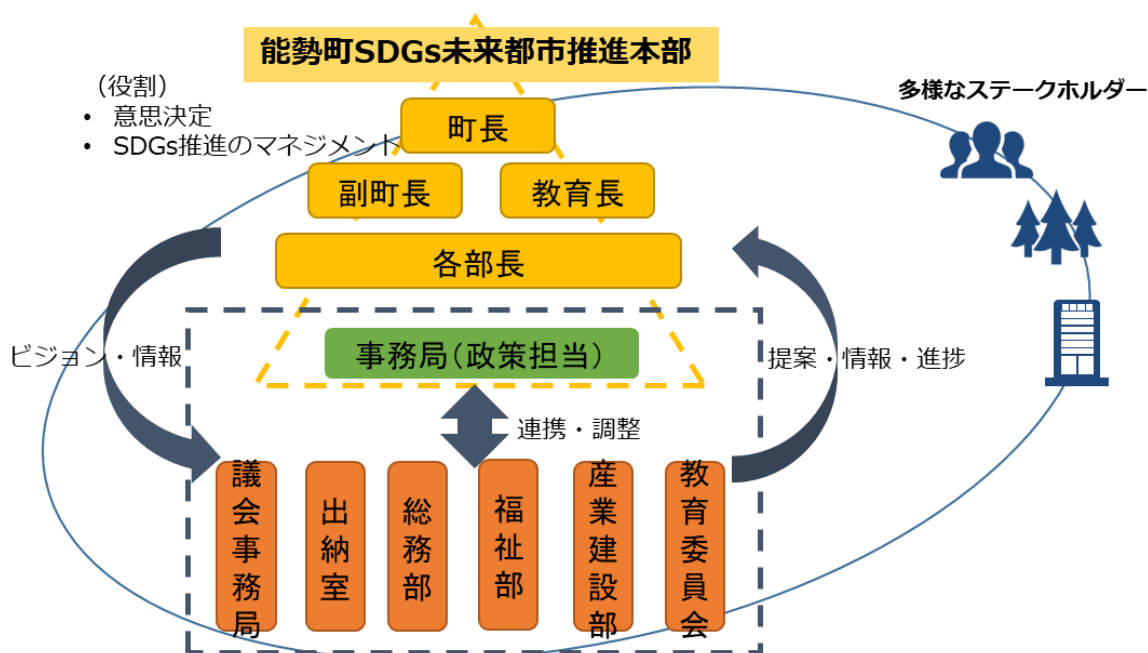 能勢町SDGs未来都市推進本部
（役割）
• 意思決定
• SDGs推進のマネジメント
多様なステークホルダー
町長
副町長
教育長
各部長
事務局（政策担当）
ビジョン・情報
提案・情報・進捗
連携・調整
議会事務局
出納室
総務部
福祉部
産業建設部
教育委員会